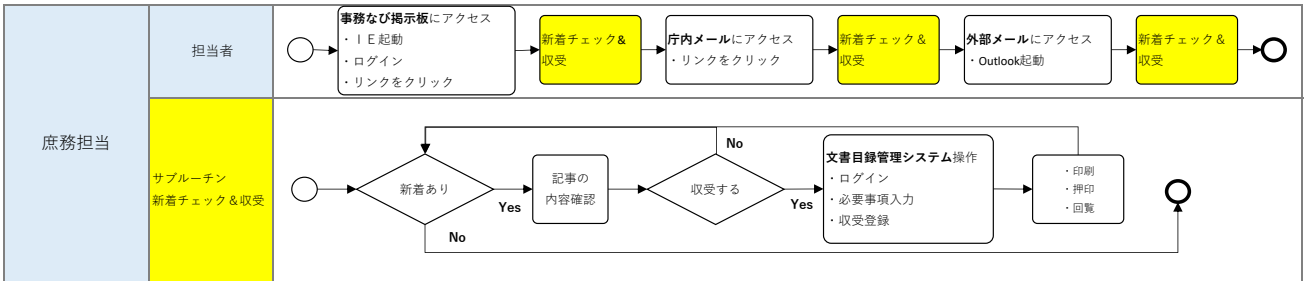 庶務担当
担当者
事務なび掲示板にアクセス
・ＩＥ起動
・ログイン
・リンクをクリック
新着チェック&
収受
庁内メールにアクセス
・リンクをクリック
新着チェック＆
収受
外部メールにアクセス
・Outlook起動
新着チェック＆
収受
サブルーチン
新着チェック＆収受
新着あり
Yes
No
記事の
内容確認
収受する
No
Yes
文書目録管理システム操作
・ログイン
・必要事項入力
・収受登録
・印刷
・押印
・回覧